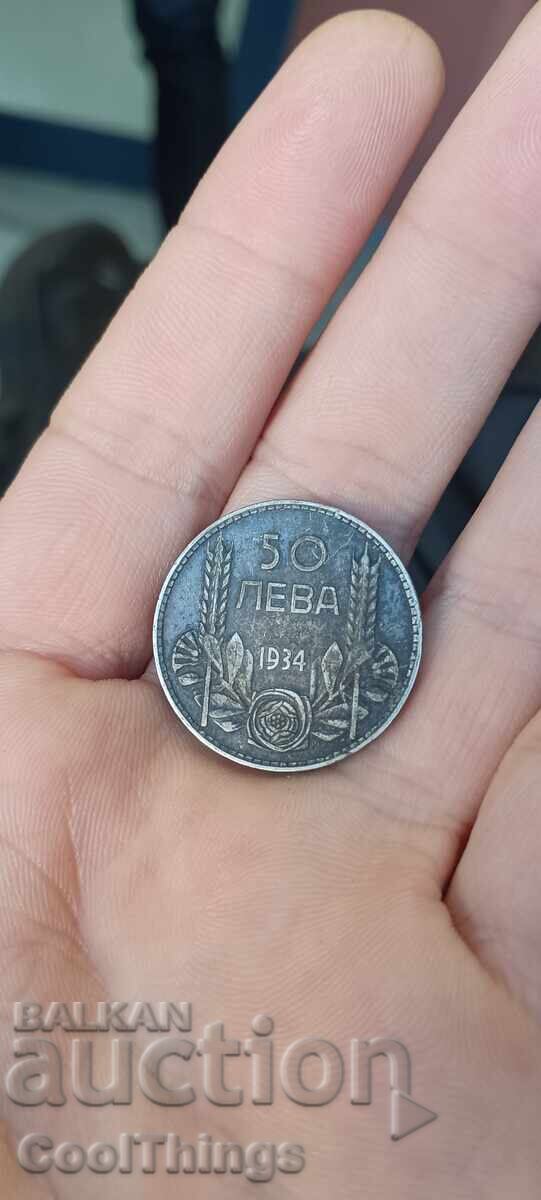 50
ЛЕВА
1934
BALKAN
auction
CoolThings